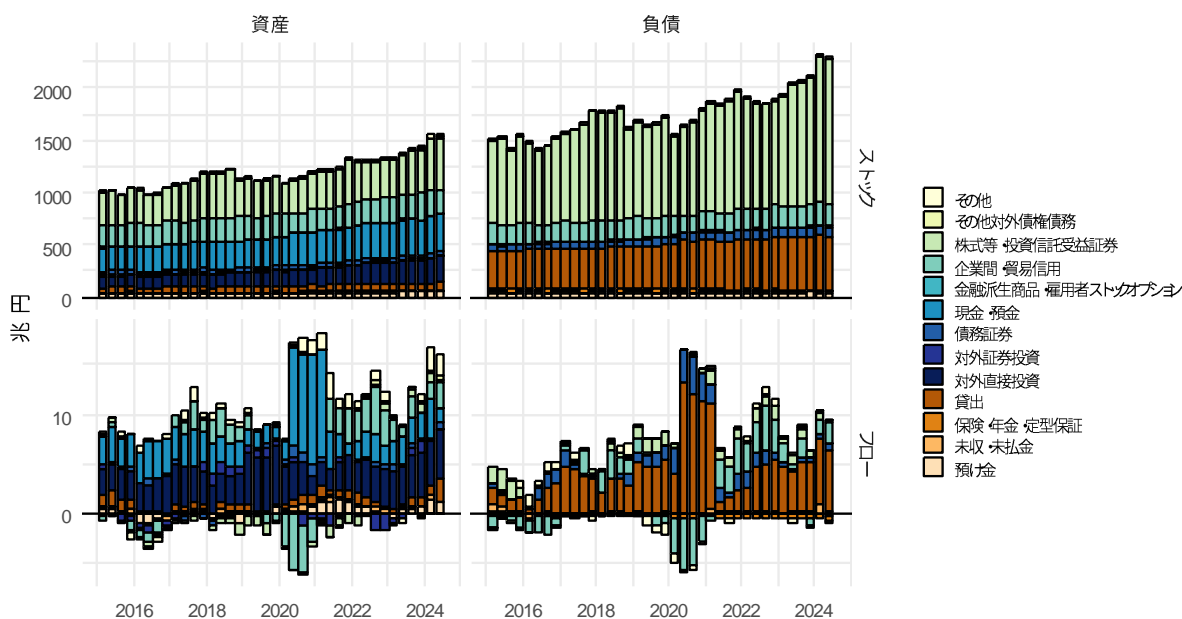 資産
負債
兆 円
2000
1500
1000
500
0
10
0
ストック
フロー
2016
2018
2020
2022
2024
2016
2018
2020
2022
2024
その他
その他対外債権債務
株式等・投資信託受益証券
企業間・貿易信用
金融派生商品・雇用者ストックオプション
現金・預金
債務証券
対外証券投資
対外直接投資
貸出
保険・年金・定型保証
未収・未払金
預け金